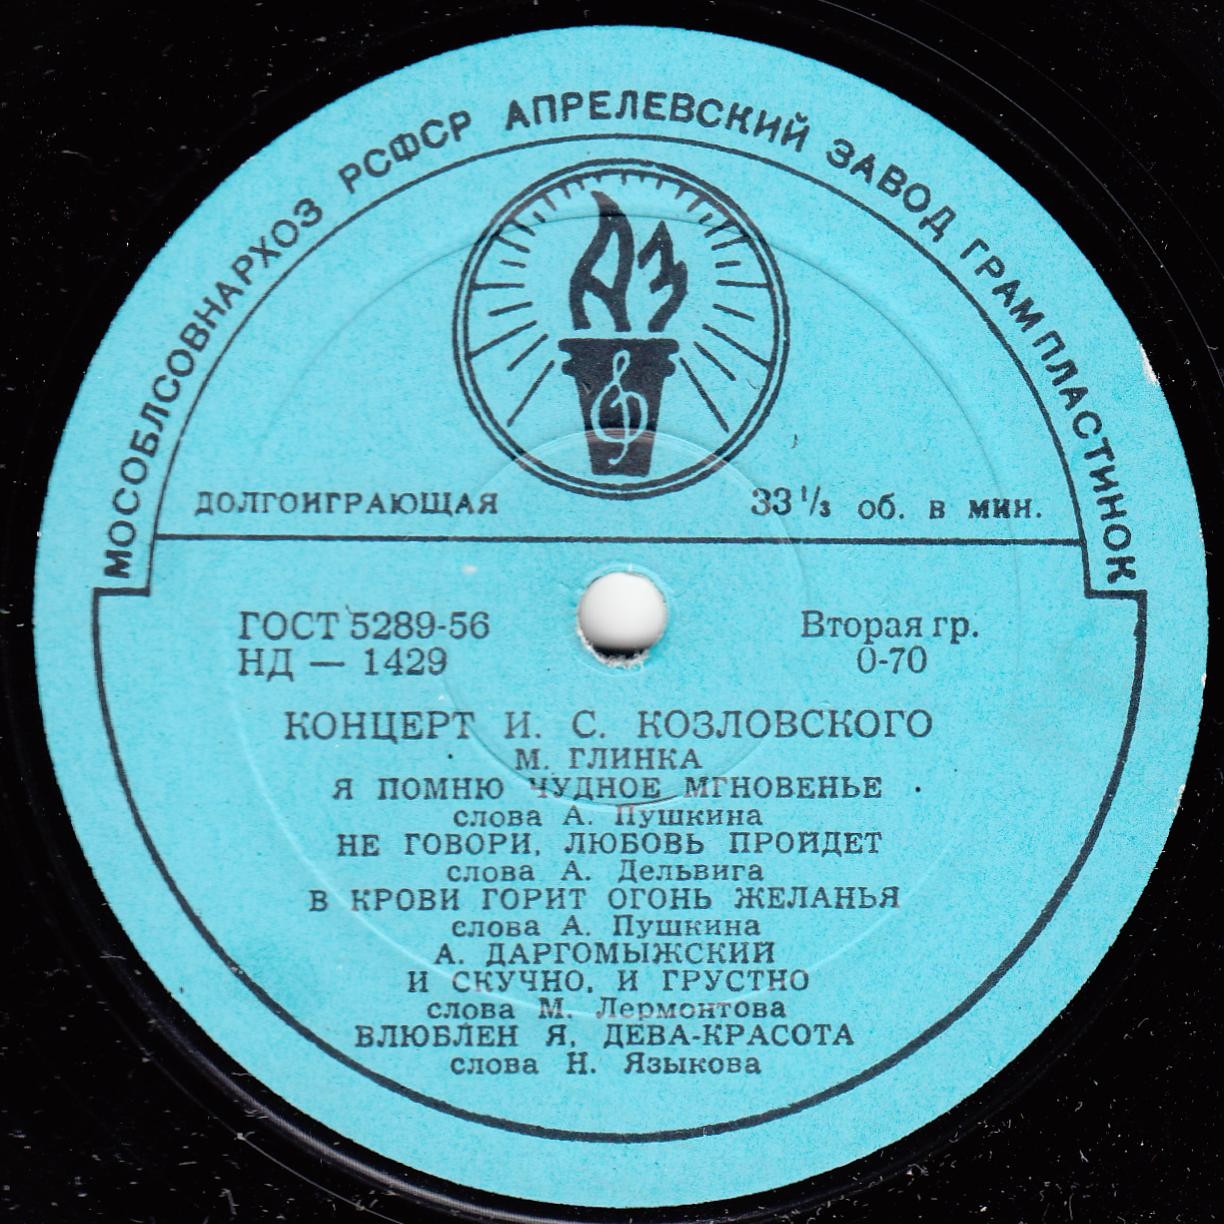 МОСОБЛСОВНАРХОЗ РСФСР АПРЕЛЕВСКИЙ ЗАВОД ГРАМПЛАСТИНОК
АЗ
ДОЛГОИГРАЮЩАЯ 33 1/3 об. в мин.
ГОСТ 5289-56 Вторая гр.
НД — 1429 0-70
КОНЦЕРТ И. С. КОЗЛОВСКОГО
М. ГЛИНКА
Я ПОМНЮ ЧУДНОЕ МГНОВЕНЬЕ
слова А. Пушкина
НЕ ГОВОРИ, ЛЮБОВЬ ПРОЙДЕТ
слова А. Дельвига
В КРОВИ ГОРИТ ОГОНЬ ЖЕЛАНЬЯ
слова А. Пушкина
А. ДАРГОМЫЖСКИЙ
И СКУЧНО, И ГРУСТНО
слова М. Лермонтова
ВЛЮБЛЕН Я, ДЕВА-КРАСОТА
слова Н. Языкова